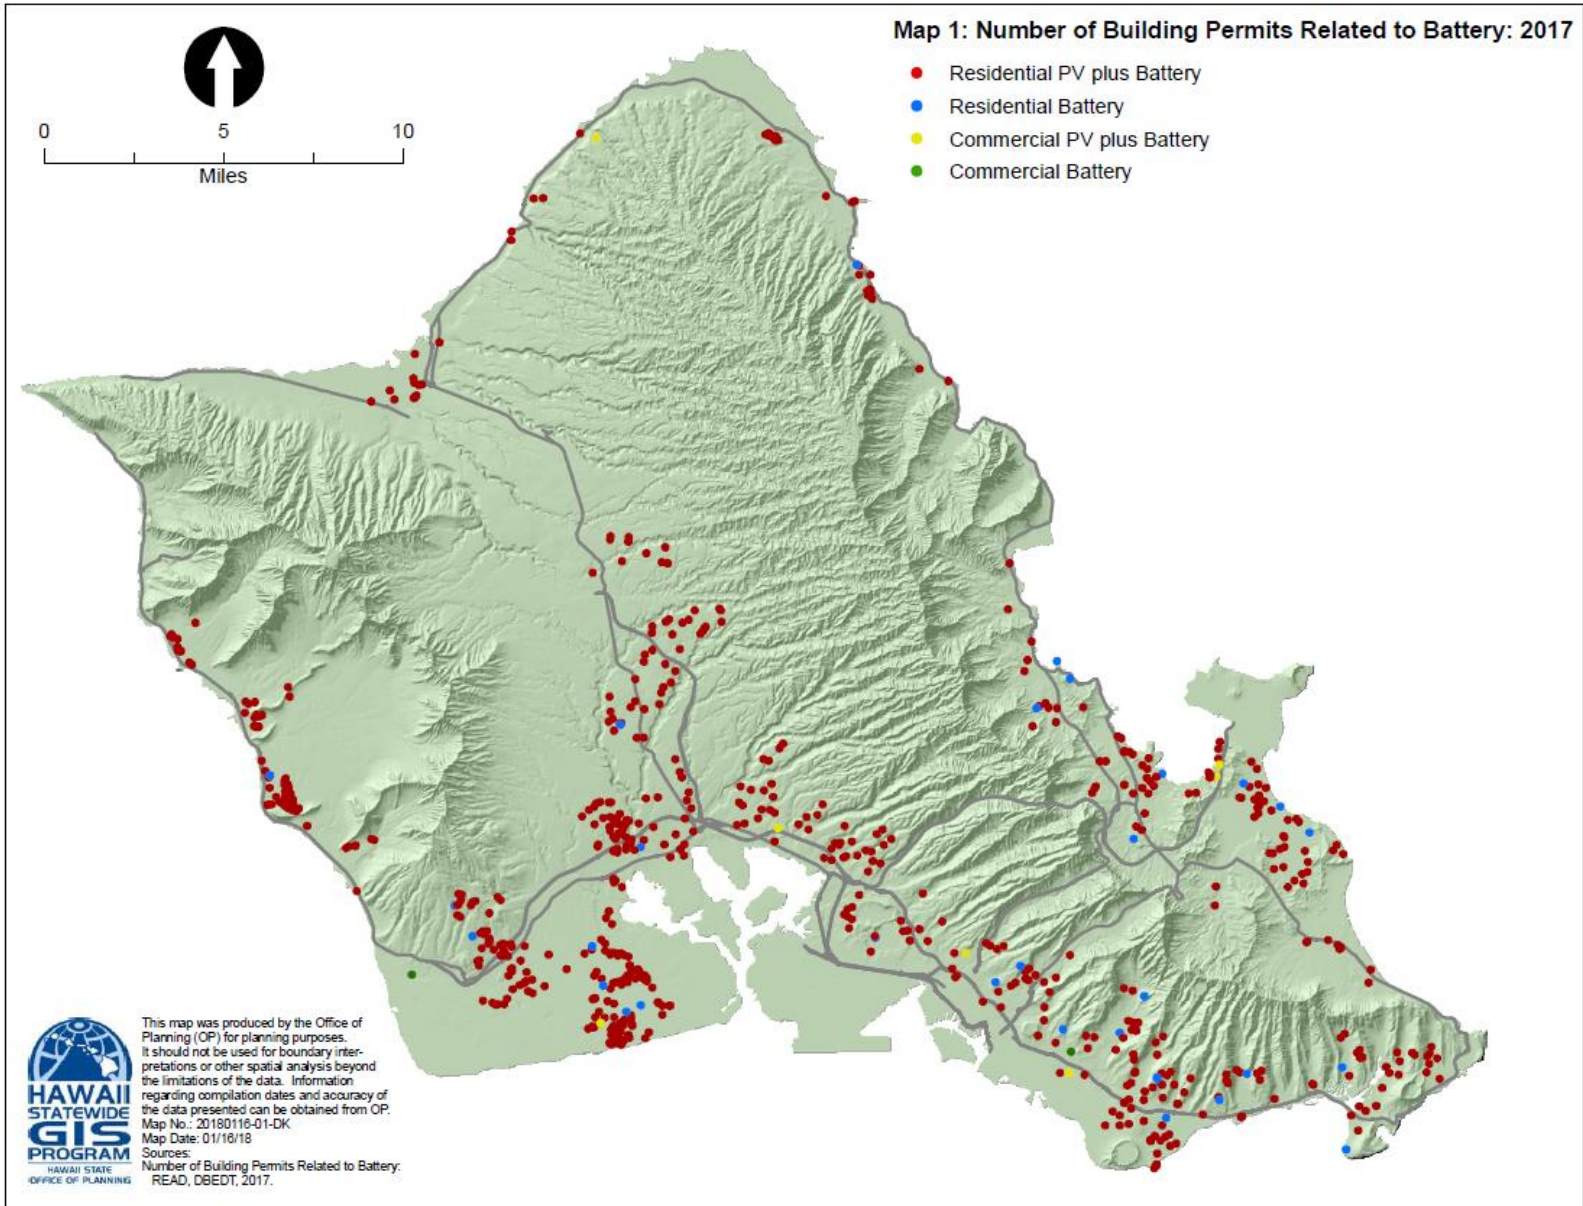 Map 1: Number of Building Permits Related to Battery: 2017
Residential PV plus Battery
Residential Battery
Commercial PV plus Battery
Commercial Battery
0 5 10
Miles
This map was produced by the Office of
Planning (OP) for planning purposes.
It should not be used for boundary inter-
pretations or other spatial analysis beyond
the limitations of the data. Information
regarding compilation dates and accuracy of
the data presented can be obtained from OP.
Map No.: 20180116-01-DK
Map Date: 01/16/18
Sources:
Number of Building Permits Related to Battery:
READ, DBEDT, 2017.
HAWAII
STATEWIDE
GIS
PROGRAM
HAWAII STATE
OFFICE OF PLANNING